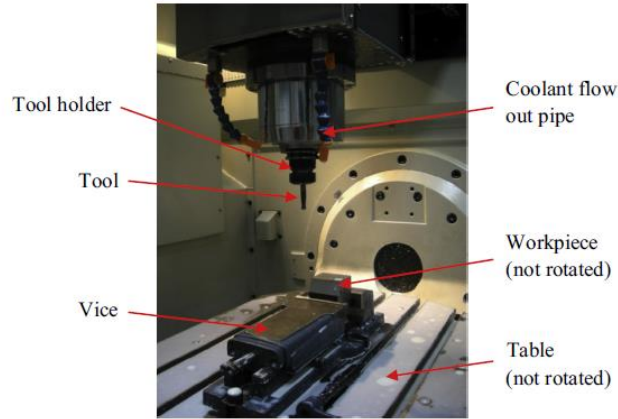 Tool holder
Tool
Vice
Coolant flow
out pipe
Workpiece
(not rotated)
Table
(not rotated)